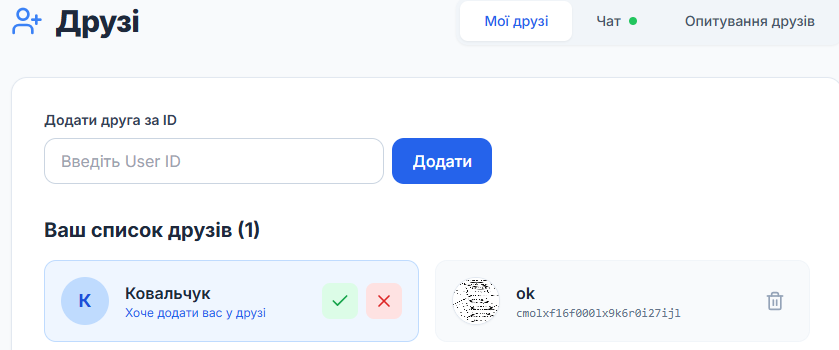 Друзі
Мої друзі
Чат
Опитування друзів
Додати друга за ID
Введіть User ID
Додати
Ваш список друзів (1)
К
Ковальчук
Хоче додати вас у друзі
ok
cmolxf16f000lx9k6r0i27ijl